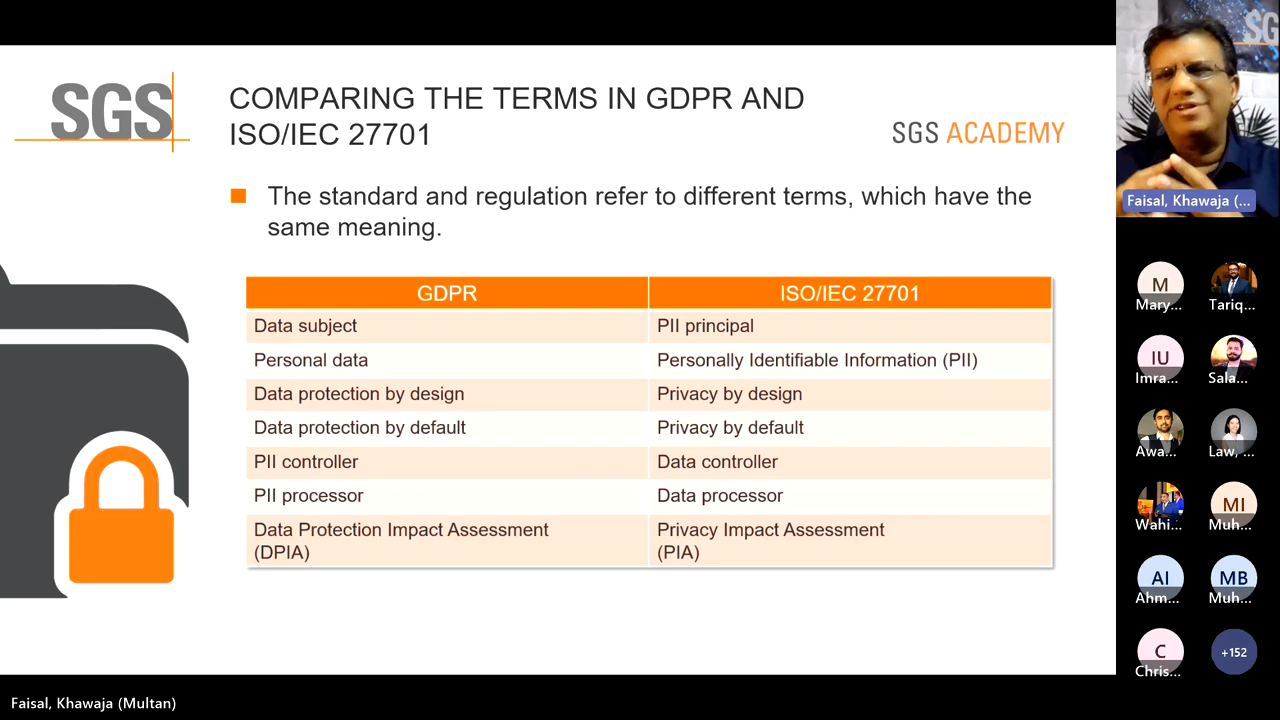 SGS
COMPARING THE TERMS IN GDPR AND
ISO/IEC 27701
SGS ACADEMY
The standard and regulation refer to different terms, which have the
same meaning.
GDPR ISO/IEC 27701
Data subject PII principal
Personal data Personally Identifiable Information (PII)
Data protection by design Privacy by design
Data protection by default Privacy by default
PII controller Data controller
PII processor Data processor
Data Protection Impact Assessment Privacy Impact Assessment
(DPIA) (PIA)
SG
Faisal, Khawaja (...
M
Mary... Tariq...
IU
Imra... Sala...
Awa... Law, ...
MI
Wahi... Muh...
AI MB
Ahm... Muh...
C +152
Chris...
Faisal, Khawaja (Multan)